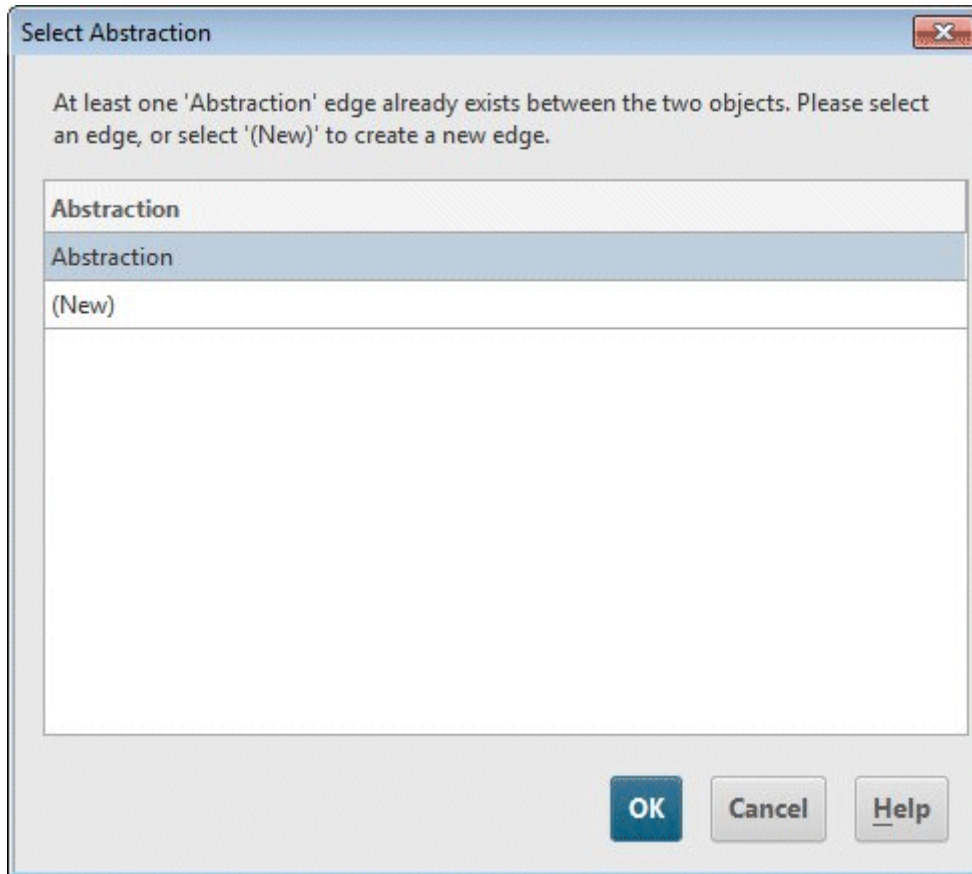 Select Abstraction
At least one 'Abstraction' edge already exists between the two objects. Please select
an edge, or select '(New)' to create a new edge.
Abstraction
Abstraction
(New)
OK Cancel Help